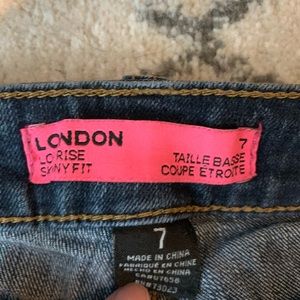 LONDON
LO RISE
SKINNY FIT
7
TAILLE BASSE
COUPE ÉTROITE
7
MADE IN CHINA
FABRIQUÉ EN CHINE
HECHO EN CHINA